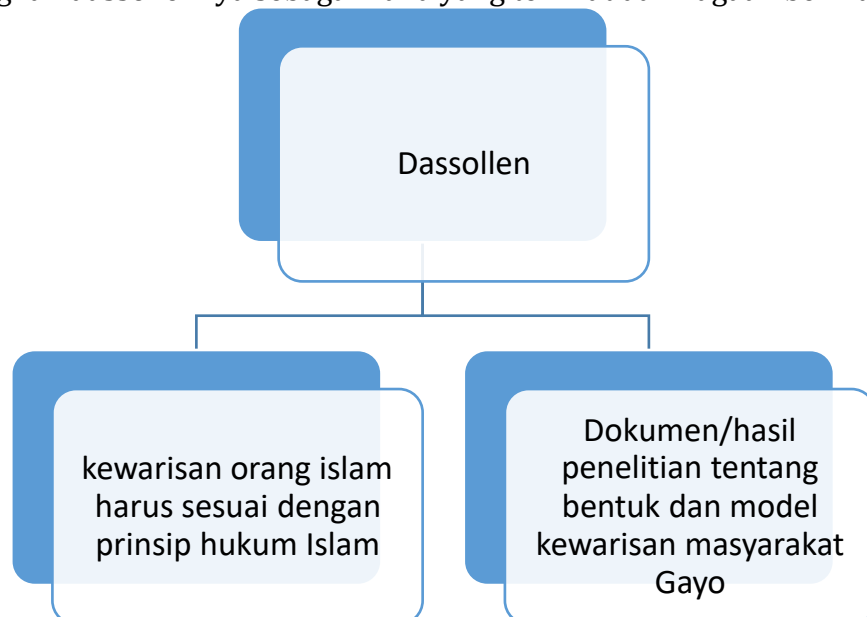 Dassollen
kewarisan orang islam
harus sesuai dengan
prinsip hukum Islam
Dokumen/hasil
penelitian tentang
bentuk dan model
kewarisan masyarakat
Gayo